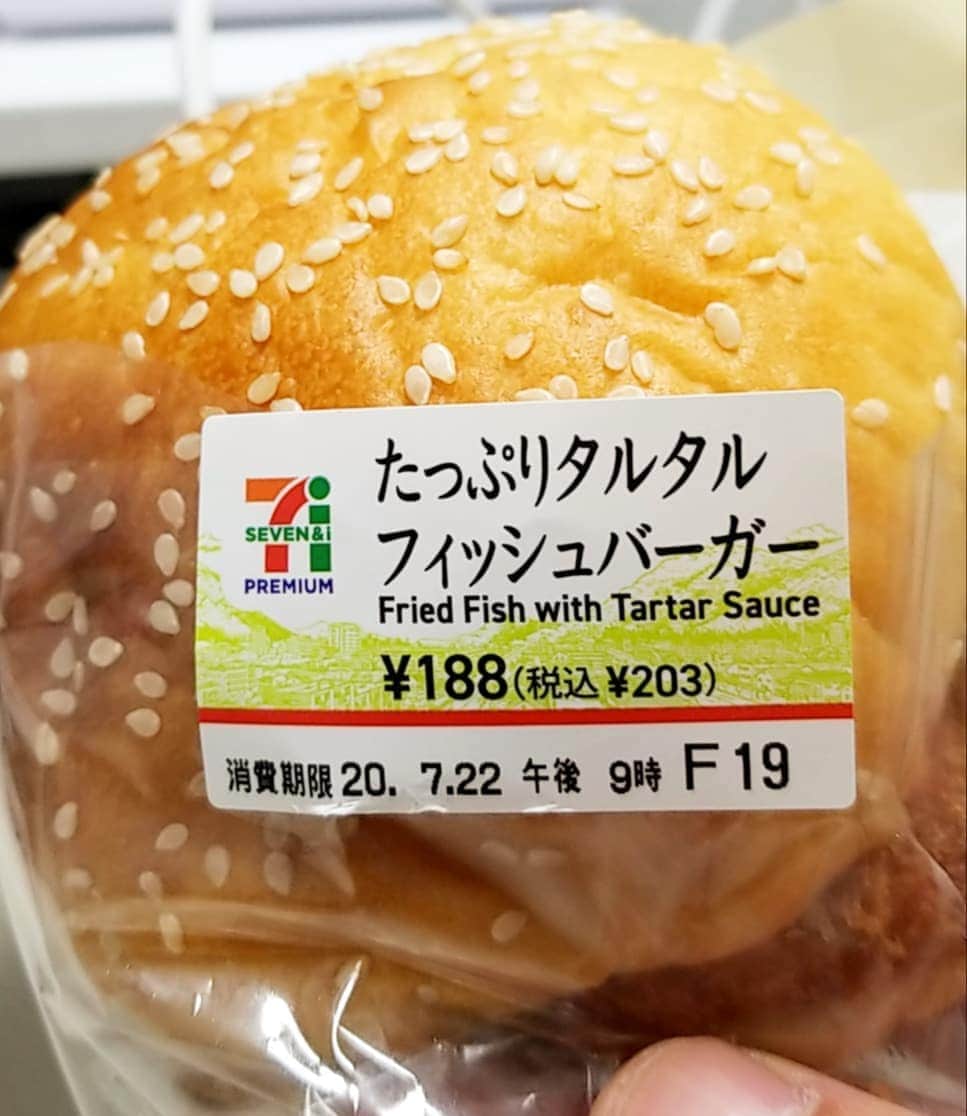 SEVEN&i
PREMIUM
たっぷりタルタル
フィッシュバーガー
Fried Fish with Tartar Sauce
¥188(税込¥203)
消費期限 20. 7.22 午後 9時 F19